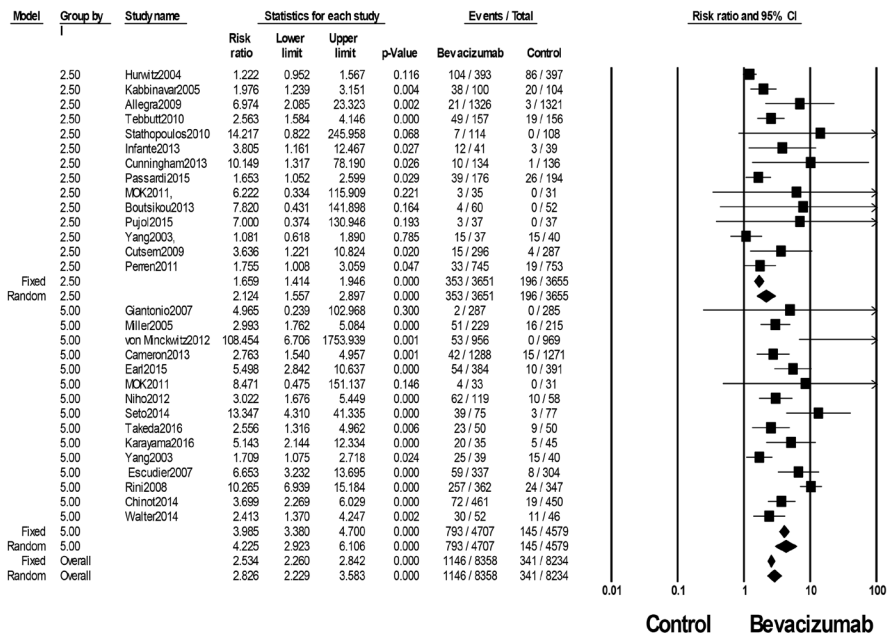 Model Group by Study name Statistics for each study Events / Total Risk ratio and 95% CI
l
Risk ratio Lower limit Upper limit p-Value Bevacizumab Control
2.50 Hurwitz2004 1.222 0.952 1.567 0.116 104 / 393 86 / 397
2.50 Kabbinavar2005 1.976 1.239 3.151 0.004 38 / 100 20 / 104
2.50 Allegra2009 6.974 2.085 23.323 0.002 21 / 1326 3 / 1321
2.50 Tebbutt2010 2.563 1.584 4.146 0.000 49 / 157 19 / 156
2.50 Stathopoulos2010 14.217 0.822 245.958 0.068 7 / 114 0 / 108
2.50 Infante2013 3.805 1.161 12.467 0.027 12 / 41 3 / 39
2.50 Cunningham2013 10.149 1.317 78.190 0.026 10 / 134 1 / 136
2.50 Passardi2015 1.653 1.052 2.599 0.029 39 / 176 26 / 194
2.50 MOK2011, 6.222 0.334 115.909 0.221 3 / 35 0 / 31
2.50 Boutsikou2013 7.820 0.431 141.898 0.164 4 / 60 0 / 52
2.50 Pujol2015 7.000 0.374 130.946 0.193 3 / 37 0 / 37
2.50 Yang2003, 1.081 0.618 1.890 0.785 15 / 37 15 / 40
2.50 Cutsem2009 3.636 1.221 10.824 0.020 15 / 296 4 / 287
2.50 Perren2011 1.755 1.008 3.059 0.047 33 / 745 19 / 753
Fixed 2.50 1.659 1.414 1.946 0.000 353 / 3651 196 / 3655
Random 2.50 2.124 1.557 2.897 0.000 353 / 3651 196 / 3655
5.00 Giantonio2007 4.965 0.239 102.968 0.300 2 / 287 0 / 285
5.00 Miller2005 2.993 1.762 5.084 0.000 51 / 229 16 / 215
5.00 von Minckwitz2012 108.454 6.706 1753.939 0.001 53 / 956 0 / 969
5.00 Cameron2013 2.763 1.540 4.957 0.001 42 / 1288 15 / 1271
5.00 Earl2015 5.498 2.842 10.637 0.000 54 / 384 10 / 391
5.00 MOK2011 8.471 0.475 151.137 0.146 4 / 33 0 / 31
5.00 Niho2012 3.022 1.676 5.449 0.000 62 / 119 10 / 58
5.00 Seto2014 13.347 4.310 41.335 0.000 39 / 75 3 / 77
5.00 Takeda2016 2.556 1.316 4.962 0.006 23 / 50 9 / 50
5.00 Karayama2016 5.143 2.144 12.334 0.000 20 / 35 5 / 45
5.00 Yang2003 1.709 1.075 2.718 0.024 25 / 39 15 / 40
5.00 Escudier2007 6.653 3.232 13.695 0.000 59 / 337 8 / 304
5.00 Rini2008 10.265 6.939 15.184 0.000 257 / 362 24 / 347
5.00 Chinot2014 3.699 2.269 6.029 0.000 72 / 461 19 / 450
5.00 Walter2014 2.413 1.370 4.247 0.002 30 / 52 11 / 46
Fixed 5.00 3.985 3.380 4.700 0.000 793 / 4707 145 / 4579
Random 5.00 4.225 2.923 6.106 0.000 793 / 4707 145 / 4579
Fixed Overall 2.534 2.260 2.842 0.000 1146 / 8358 341 / 8234
Random Overall 2.826 2.229 3.583 0.000 1146 / 8358 341 / 8234
0.01 0.1 1 10 100
Control Bevacizumab